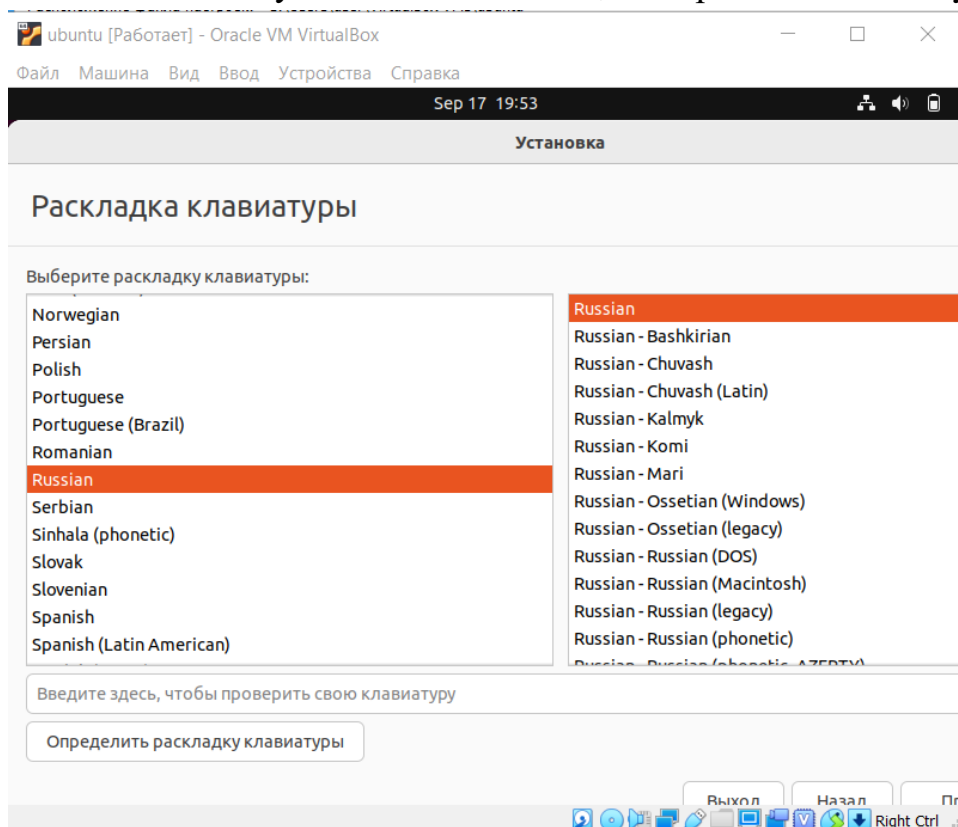 ubuntu [Работает] - Oracle VM VirtualBox
Файл Машина Вид Ввод Устройства Справка
Sep 17 19:53
Установка
Раскладка клавиатуры
Выберите раскладку клавиатуры:
Norwegian
Persian
Polish
Portuguese
Portuguese (Brazil)
Romanian
Russian
Serbian
Sinhala (phonetic)
Slovak
Slovenian
Spanish
Spanish (Latin American)
Russian
Russian - Bashkirian
Russian - Chuvash
Russian - Chuvash (Latin)
Russian - Kalmyk
Russian - Komi
Russian - Mari
Russian - Ossetian (Windows)
Russian - Ossetian (legacy)
Russian - Russian (DOS)
Russian - Russian (Macintosh)
Russian - Russian (legacy)
Russian - Russian (phonetic)
Russian - Russian (phonetic, AZERTY)
Введите здесь, чтобы проверить свою клавиатуру
Определить раскладку клавиатуры
Выход Назад
Right Ctrl